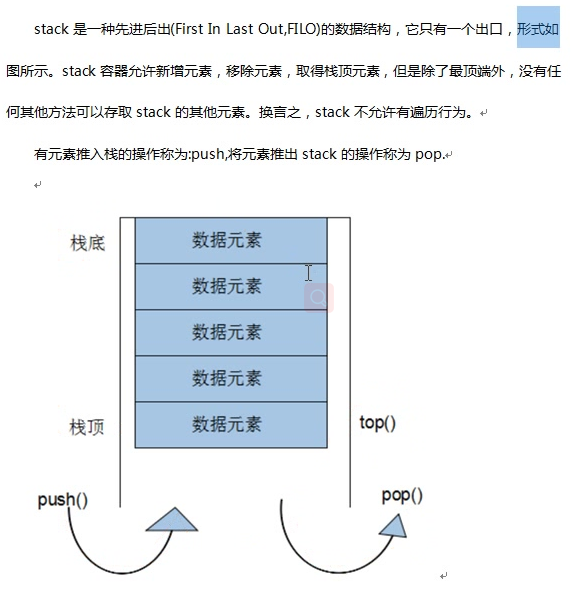 stack 是一种先进后出(First In Last Out,FILO)的数据结构，它只有一个出口，形式如
图所示。stack 容器允许新增元素，移除元素，取得栈顶元素，但是除了最顶端外，没有任
何其他方法可以存取 stack 的其他元素。换言之，stack 不允许有遍历行为。
有元素推入栈的操作称为:push,将元素推出 stack 的操作称为 pop.
栈底
数据元素
数据元素
数据元素
数据元素
栈顶
数据元素
top()
push()
pop()